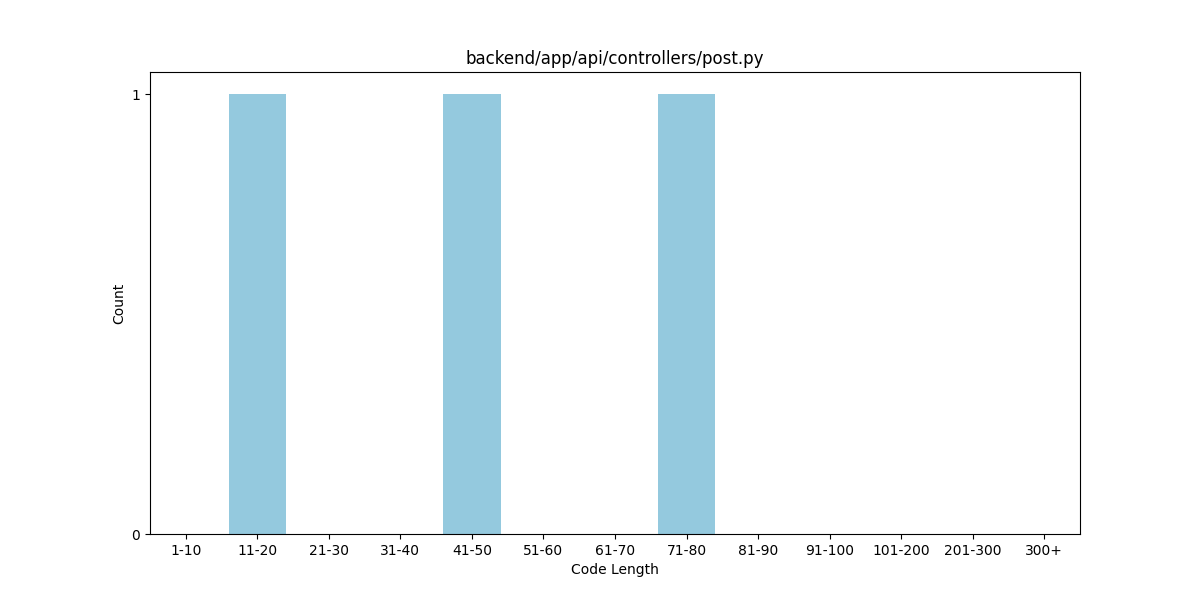 backend/app/api/controllers/post.py
1
0
Count
1-10 11-20 21-30 31-40 41-50 51-60 61-70 71-80 81-90 91-100 101-200 201-300 300+
Code Length